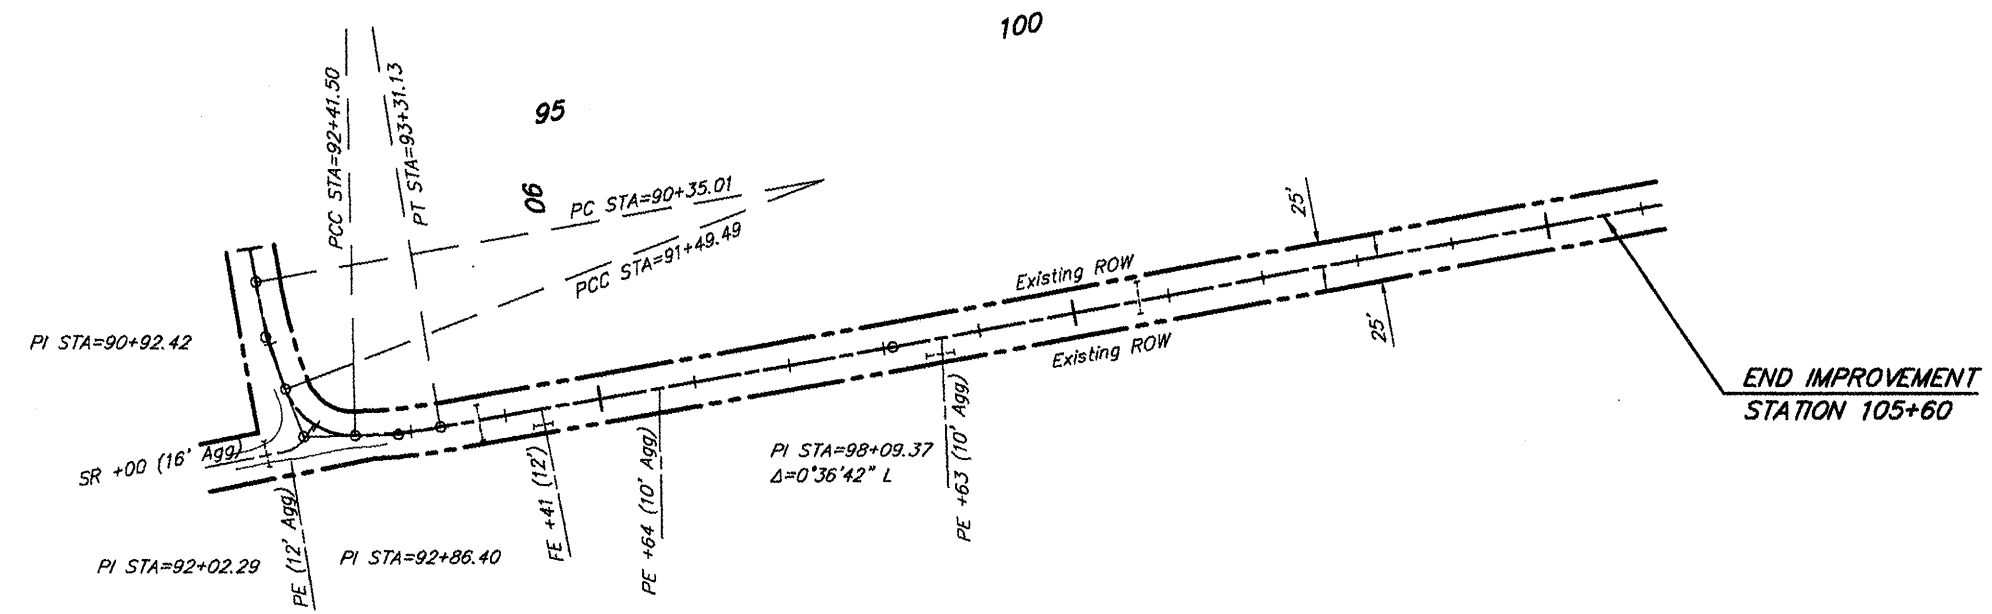 100
95
90
PCC STA=92+41.50
PT STA=93+31.13
PC STA=90+35.01
PCC STA=91+49.49
25'
Existing ROW
Existing ROW
25'
PI STA=90+92.42
END IMPROVEMENT
STATION 105+60
SR +00 (16' Agg)
PI STA=98+09.37
Δ=0°36'42" L
PE (12' Agg)
FE +41 (12')
PE +64 (10' Agg)
PE +63 (10' Agg)
PI STA=92+02.29
PI STA=92+86.40